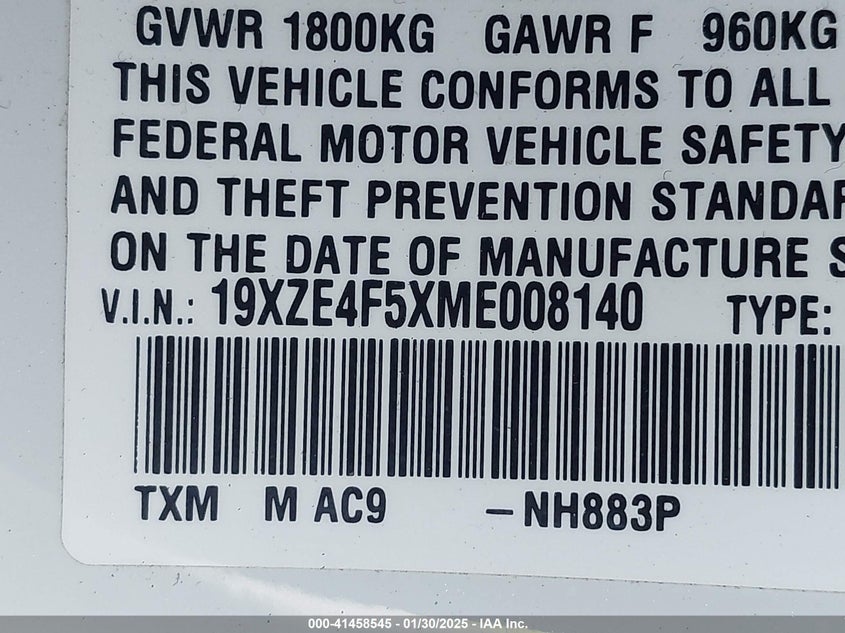 GVWR 1800KG GAWR F 960KG
THIS VEHICLE CONFORMS TO ALL
FEDERAL MOTOR VEHICLE SAFETY
AND THEFT PREVENTION STANDAR
ON THE DATE OF MANUFACTURE S
V.I.N.: 19XZE4F5XME008140 TYPE:
TXM M AC9 -NH883P
000-41458545 - 01/30/2025 - IAA Inc.